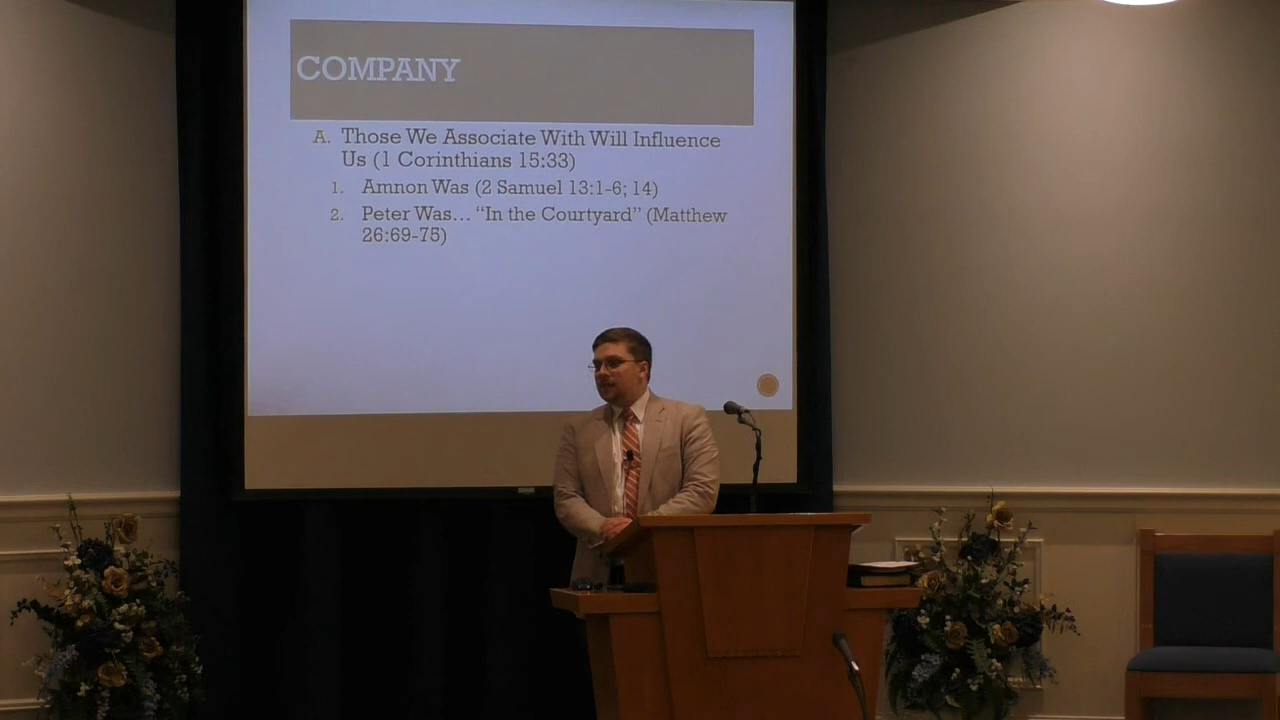 COMPANY
A. Those We Associate With Will Influence
Us (1 Corinthians 15:33)
1. Amnon Was (2 Samuel 13:1-6; 14)
2. Peter Was... “In the Courtyard” (Matthew
26:69-75)